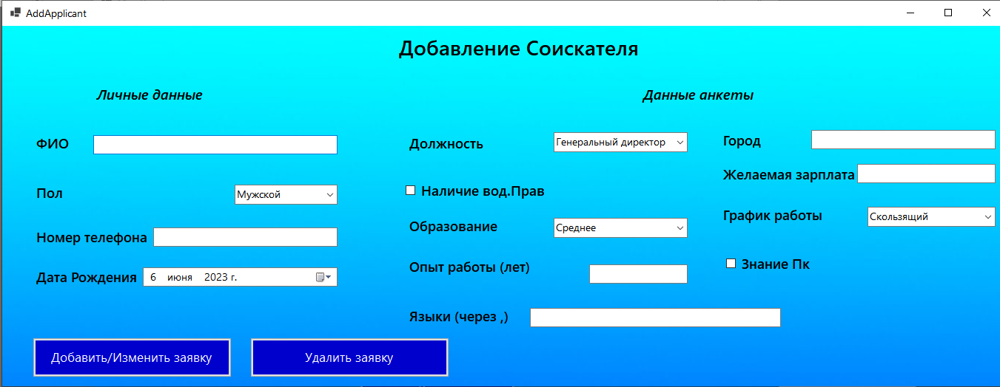 AddApplicant
Добавление Соискателя
Личные данные
ФИО
Пол
Мужской
Номер телефона
Дата Рождения
6 июня 2023 г.
Данные анкеты
Должность
Генеральный директор
Наличие вод.Прав
Образование
Среднее
Опыт работы (лет)
Языки (через ,)
Город
Желаемая зарплата
График работы
Скользящий
Знание Пк
Добавить/Изменить заявку
Удалить заявку